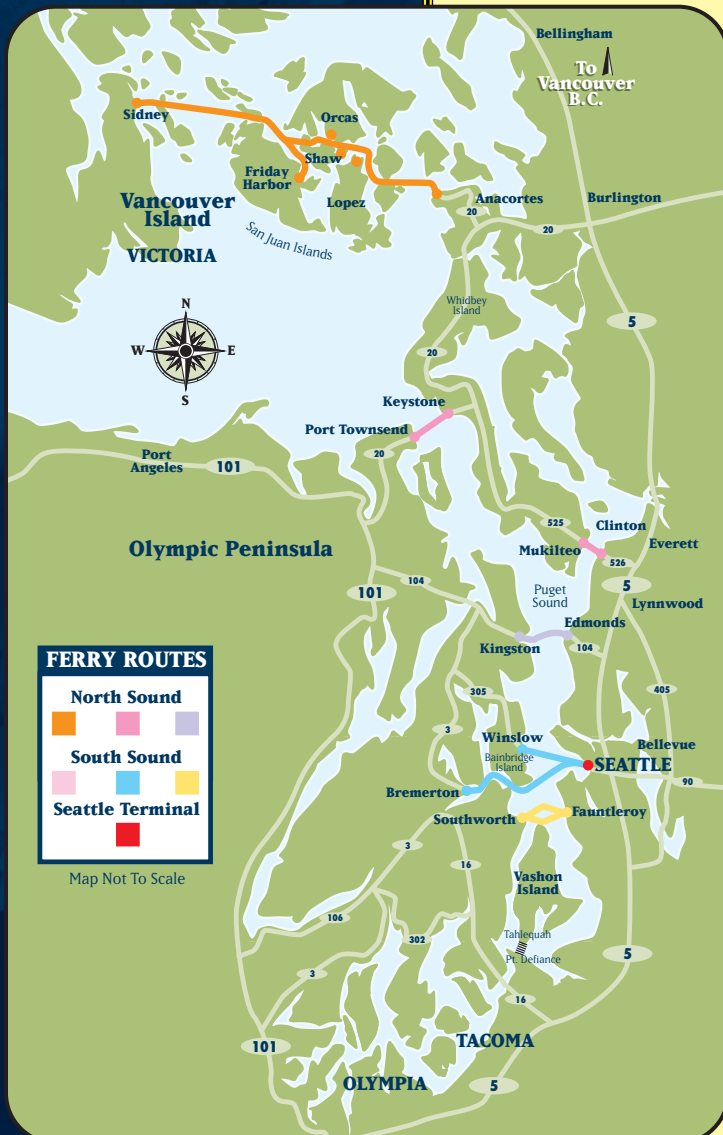 Bellingham
To
Vancouver
B.C.
Sidney
Orcas
Shaw
Friday
Harbor
Lopez
Anacortes
Burlington
20
20
Vancouver
Island
San Juan Islands
VICTORIA
Whidbey
Island
N
W
E
S
5
20
Keystone
Port Townsend
20
Port
Angeles
101
525
Clinton
Mukilteo
Everett
526
Olympic Peninsula
104
101
Puget
Sound
5
Lynnwood
Edmonds
Kingston
104
305
405
3
Winslow
Bainbridge
Island
Bellevue
SEATTLE
90
Bremerton
Southworth
Fauntleroy
FERRY ROUTES
North Sound
South Sound
Seattle Terminal
Map Not To Scale
3
16
Vashon
Island
106
302
Tahlequah
Pt. Defiance
5
3
16
101
TACOMA
OLYMPIA
5